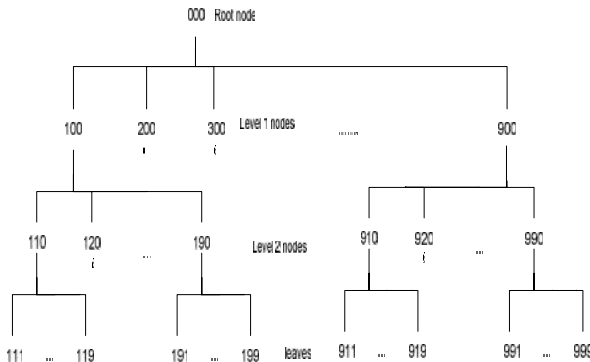 000 Root node
100 200 300 Level 1 nodes ...... 900
110 120 ... 190 Level 2 nodes 910 920 ... 990
111 ... 119 191 ... 199 leaves 911 ... 919 991 ... 999